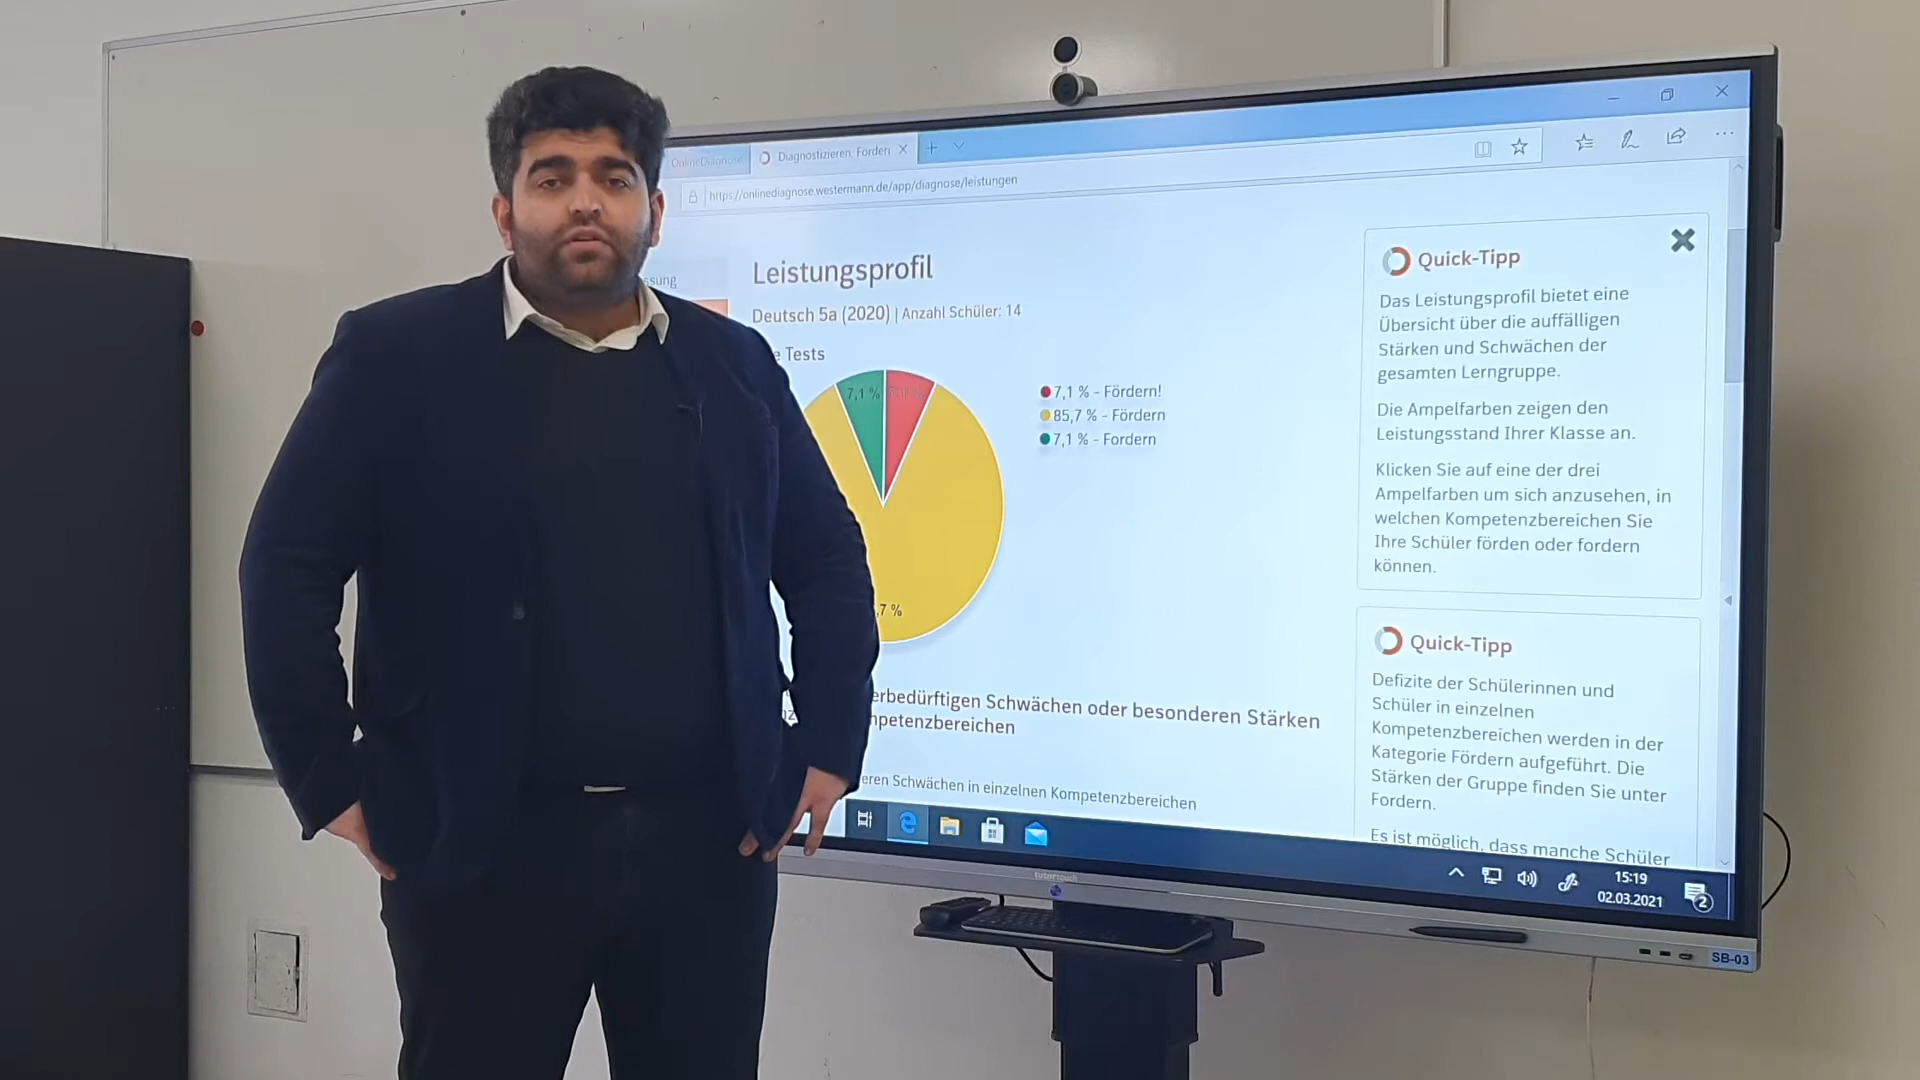 OnlineDiagnose
Diagnostizieren, Fördern
https://onlinediagnose.westermann.de/app/diagnose/leistungen
Leistungsprofil
Deutsch 5a (2020) | Anzahl Schüler: 14
Tests
7,1 %
7,1 % - Fördern!
85,7 % - Fördern
7,1 % - Fordern
,7 %
erbedürftigen Schwächen oder besonderen Stärken
mpetenzbereichen
eren Schwächen in einzelnen Kompetenzbereichen
Quick-Tipp
Das Leistungsprofil bietet eine
Übersicht über die auffälligen
Stärken und Schwächen der
gesamten Lerngruppe.
Die Ampelfarben zeigen den
Leistungsstand Ihrer Klasse an.
Klicken Sie auf eine der drei
Ampelfarben um sich anzusehen, in
welchen Kompetenzbereichen Sie
Ihre Schüler förden oder fordern
können.
Quick-Tipp
Defizite der Schülerinnen und
Schüler in einzelnen
Kompetenzbereichen werden in der
Kategorie Fördern aufgeführt. Die
Stärken der Gruppe finden Sie unter
Fordern.
Es ist möglich, dass manche Schüler
15:19
02.03.2021
2
tutortouch
SB-03